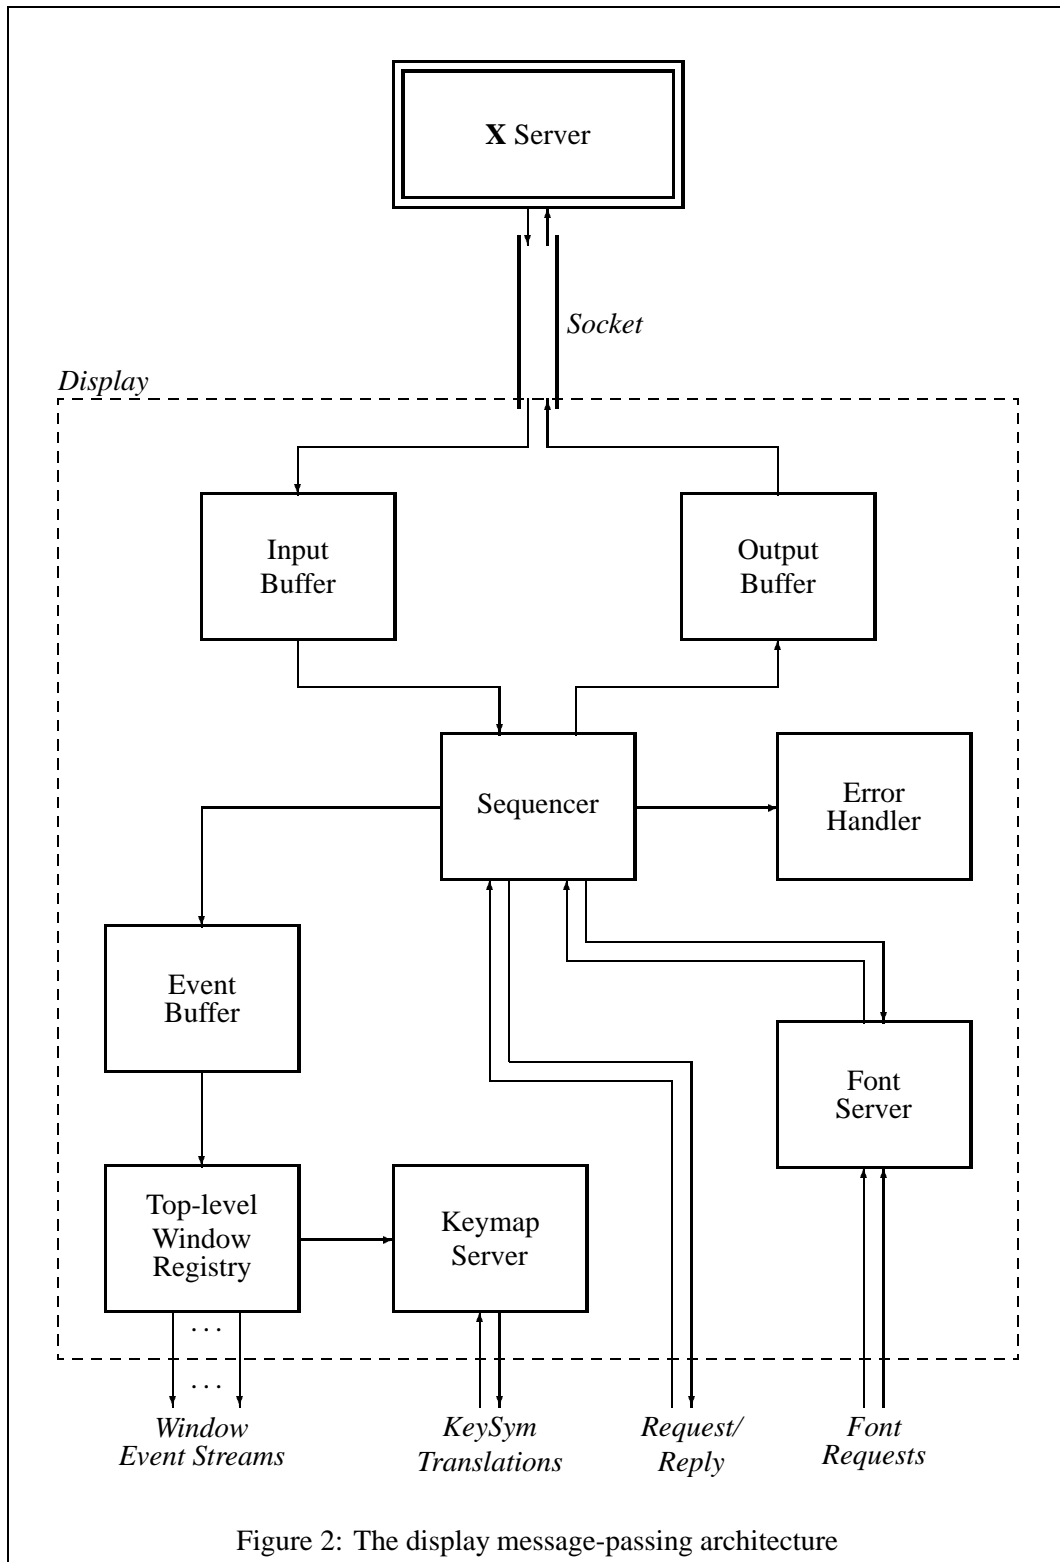 X Server
Socket
Display
Input
Buffer
Output
Buffer
Sequencer
Error
Handler
Event
Buffer
Font
Server
Top-level
Window
Registry
Keymap
Server
. . .
. . .
Window
Event Streams
KeySym
Translations
Request/
Reply
Font
Requests
Figure 2: The display message-passing architecture